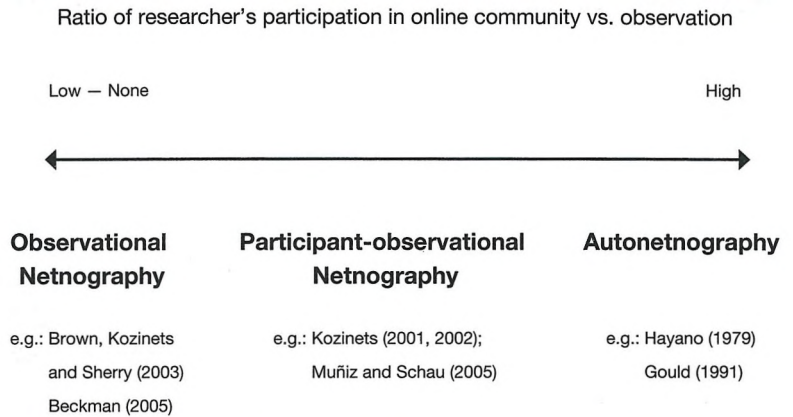 Ratio of researcher's participation in online community vs. observation
Low — None
High
Observational
Netnography
Participant-observational
Netnography
Autonetnography
e.g.: Brown, Kozinets
and Sherry (2003)
Beckman (2005)
e.g.: Kozinets (2001, 2002);
Muñiz and Schau (2005)
e.g.: Hayano (1979)
Gould (1991)